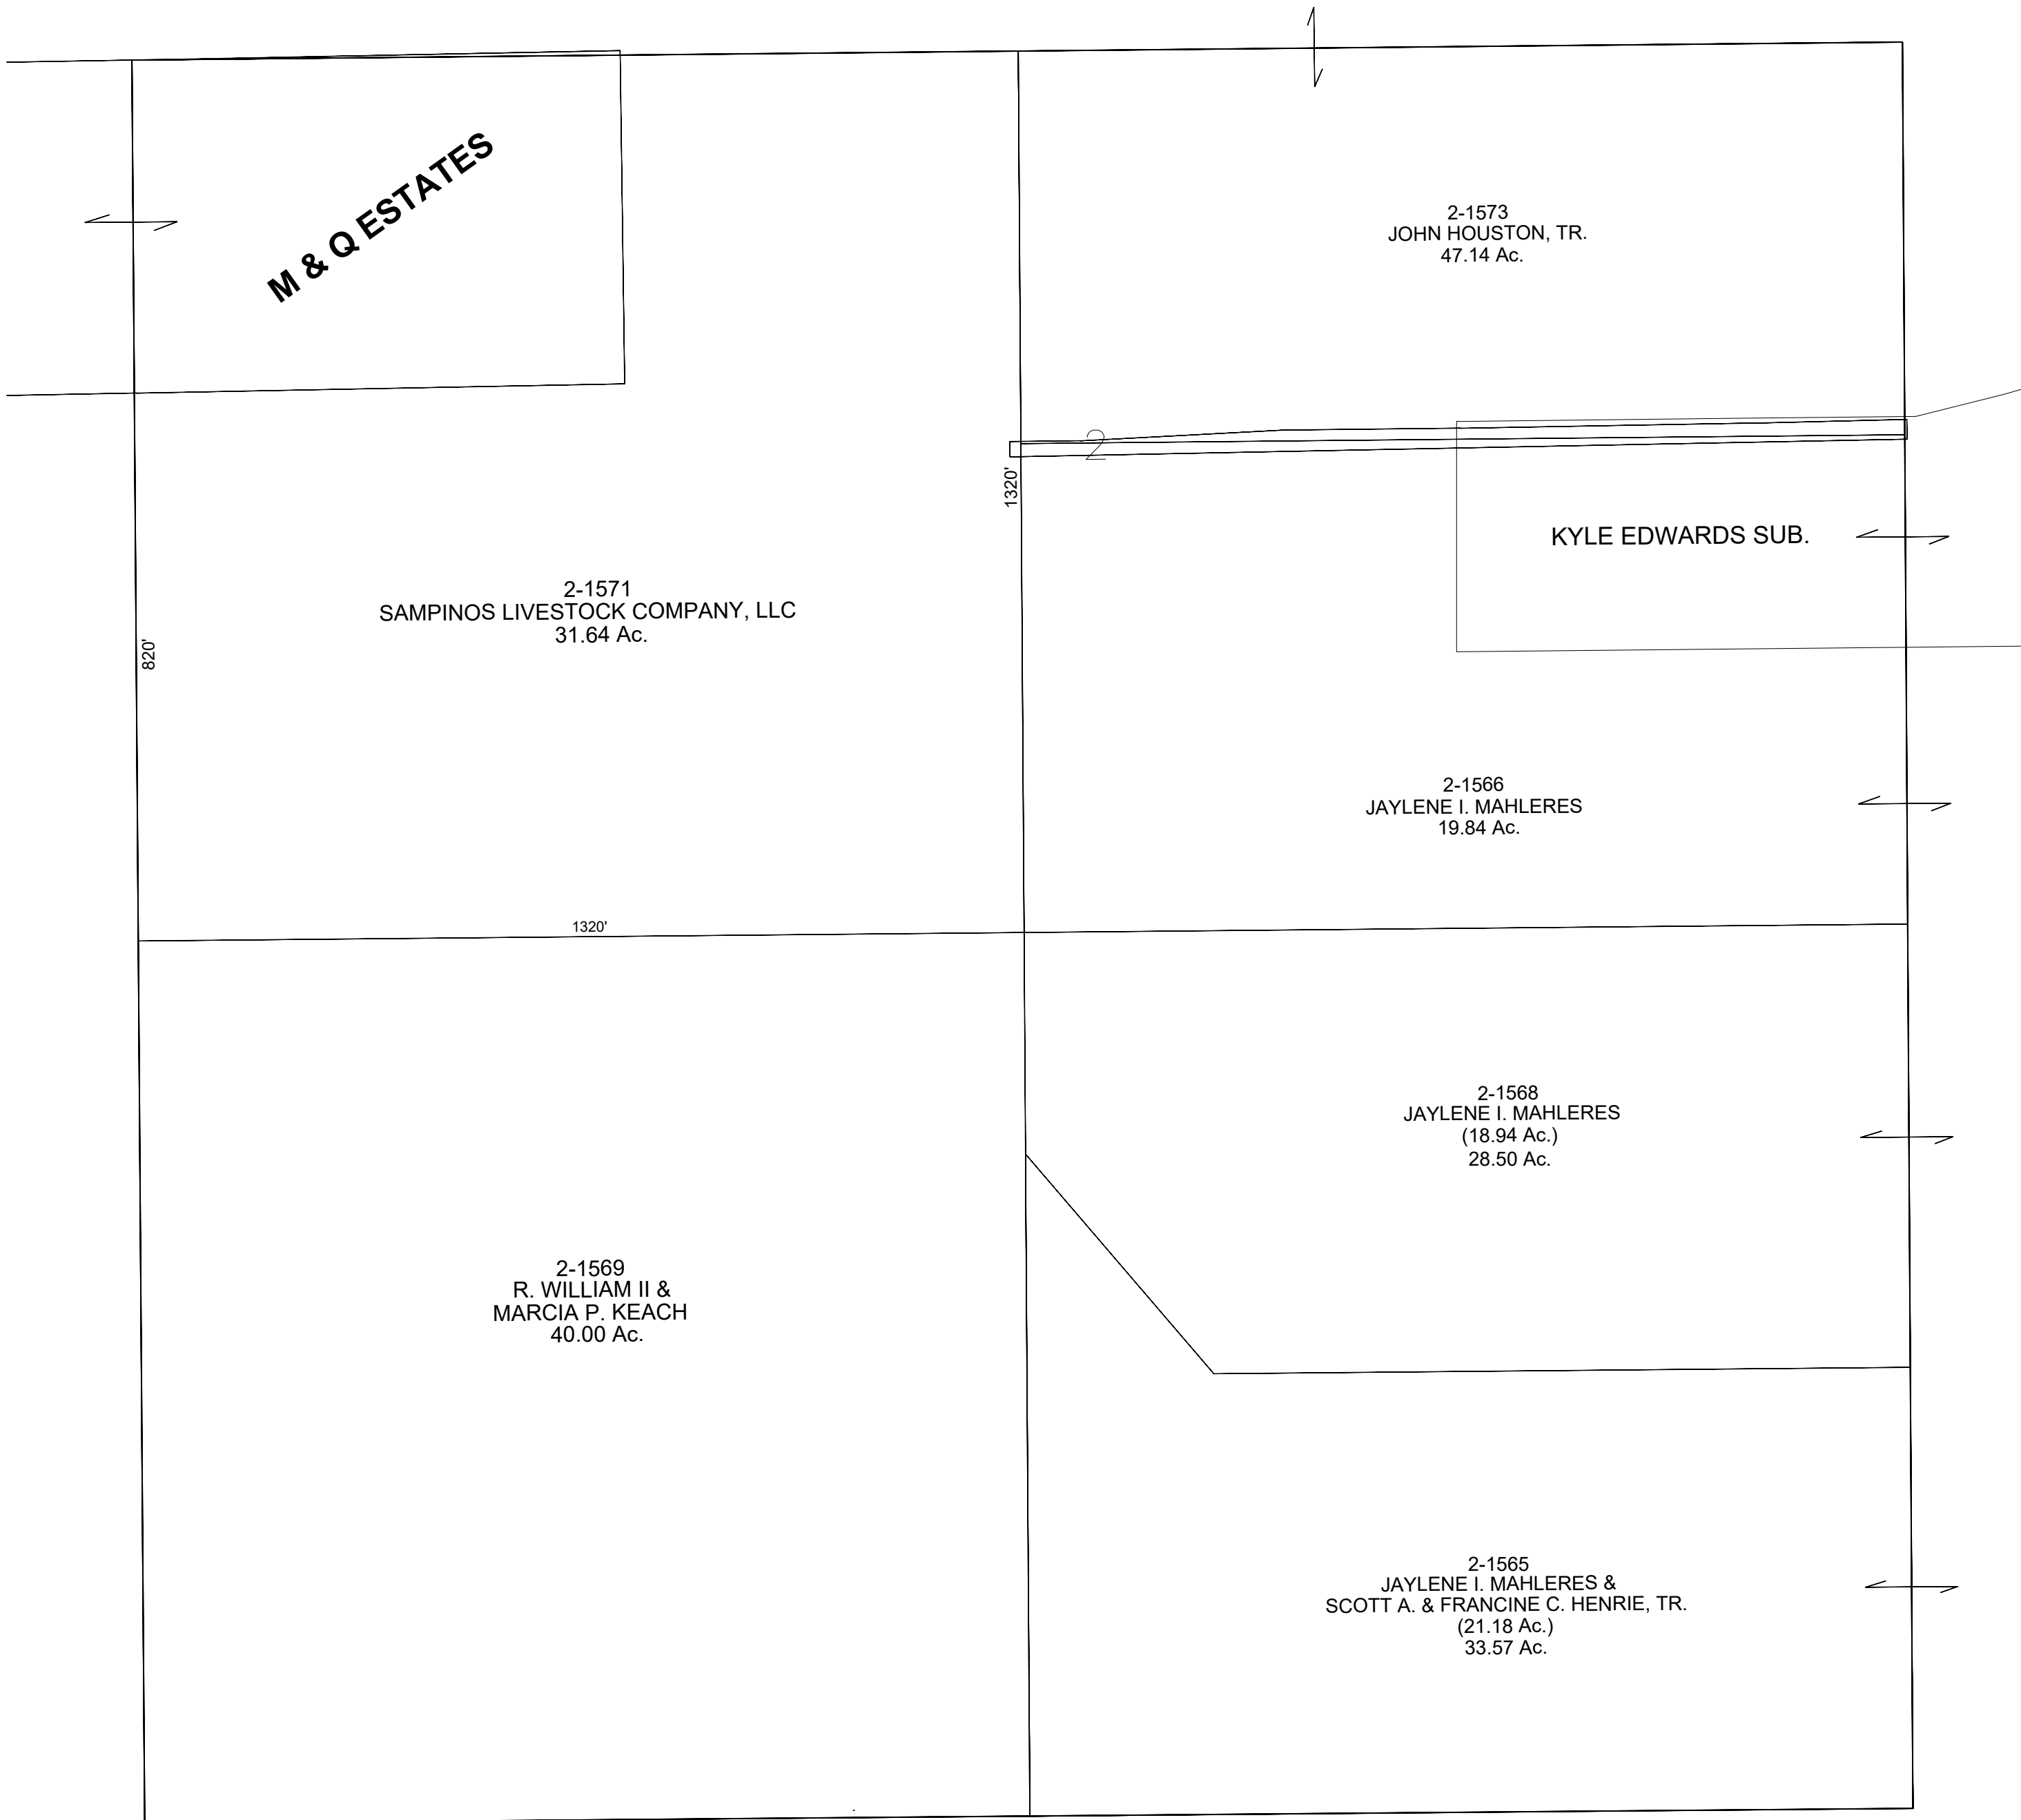 M & Q ESTATES
2-1573
JOHN HOUSTON, TR.
47.14 Ac.
2
1320'
KYLE EDWARDS SUB.
2-1571
SAMPINOS LIVESTOCK COMPANY, LLC
31.64 Ac.
820'
2-1566
JAYLENE I. MAHLERES
19.84 Ac.
1320'
2-1568
JAYLENE I. MAHLERES
(18.94 Ac.)
28.50 Ac.
2-1569
R. WILLIAM II &
MARCIA P. KEACH
40.00 Ac.
2-1565
JAYLENE I. MAHLERES &
SCOTT A. & FRANCINE C. HENRIE, TR.
(21.18 Ac.)
33.57 Ac.